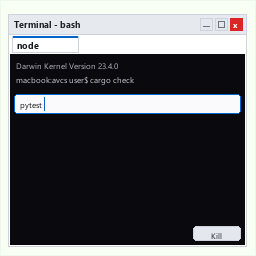 Terminal - bash
node
Darwin Kernel Version 23.4.0
macbook:avcs user$ cargo check
pytest
Kill